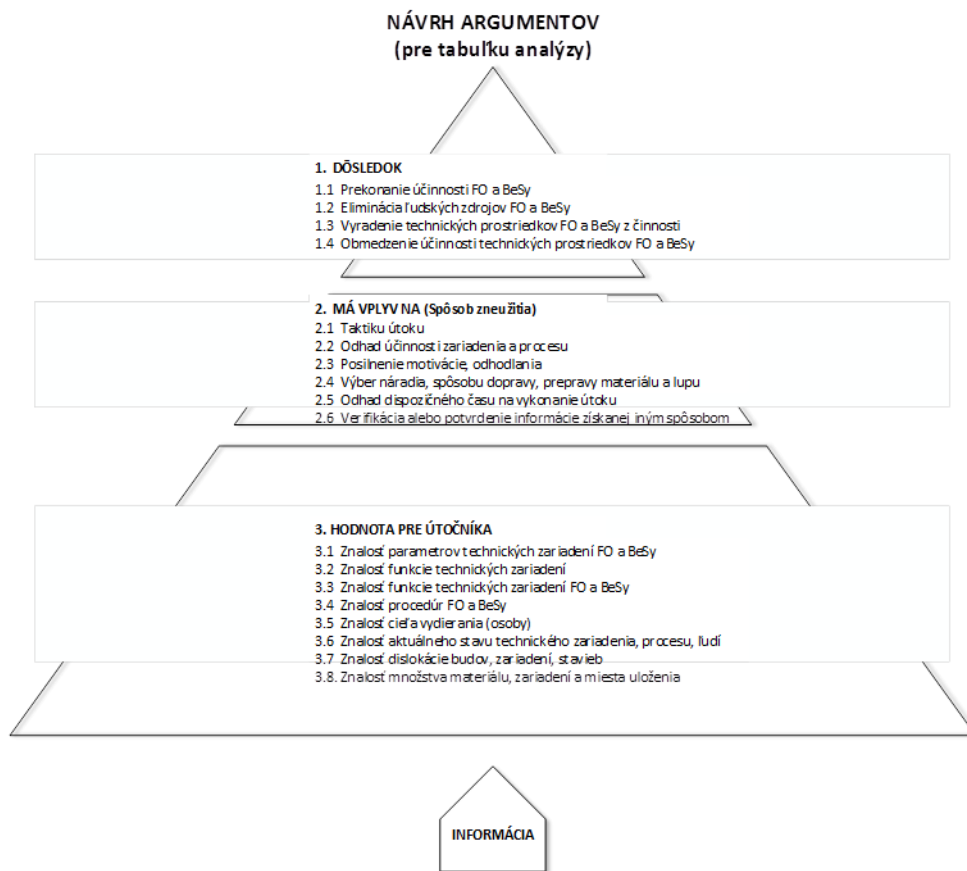 NÁVRH ARGUMENTOV
(pre tabuľku analýzy)
1. DÔSLEDOK
1.1 Prekonanie účinnosti FO a BeSy
1.2 Eliminácia ľudských zdrojov FO a BeSy
1.3 Vyradenie technických prostriedkov FO a BeSy z činnosti
1.4 Obmedzenie účinnosti technických prostriedkov FO a BeSy
2. MÁ VPLYV NA (Spôsob zneužitia)
2.1 Taktiku útoku
2.2 Odhad účinnosti zariadenia a procesu
2.3 Posilnenie motivácie, odhodlania
2.4 Výber náradia, spôsobu dopravy, prepravy materiálu a lupu
2.5 Odhad dispozičného času na vykonanie útoku
2.6 Verifikácia alebo potvrdenie informácie získanej iným spôsobom
3. HODNOTA PRE ÚTOČNÍKA
3.1 Znalosť parametrov technických zariadení FO a BeSy
3.2 Znalosť funkcie technických zariadení
3.3 Znalosť funkcie technických zariadení FO a BeSy
3.4 Znalosť procedúr FO a BeSy
3.5 Znalosť cieľa vydierania (osoby)
3.6 Znalosť aktuálneho stavu technického zariadenia, procesu, ľudí
3.7 Znalosť dislokácie budov, zariadení, stavieb
3.8. Znalosť množstva materiálu, zariadení a miesta uloženia
INFORMÁCIA